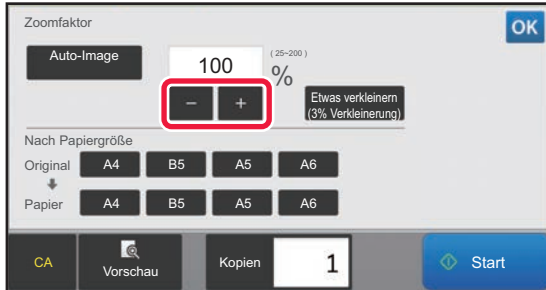 Zoomfaktor
OK
Auto-Image
100
(25~200)
%
− +
Etwas verkleinern
(3% Verkleinerung)
Nach Papiergröße
Original A4 B5 A5 A6
Papier A4 B5 A5 A6
CA Vorschau Kopien 1 Start